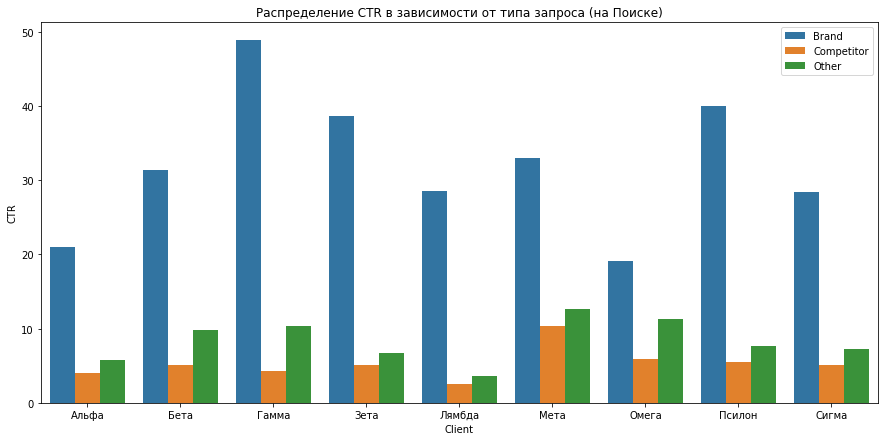 Распределение CTR в зависимости от типа запроса (на Поиске)
Brand
Competitor
Other
CTR
50
40
30
20
10
0
Альфа Бета Гамма Зета Лямбда Мета Омега Псилон Сигма
Client